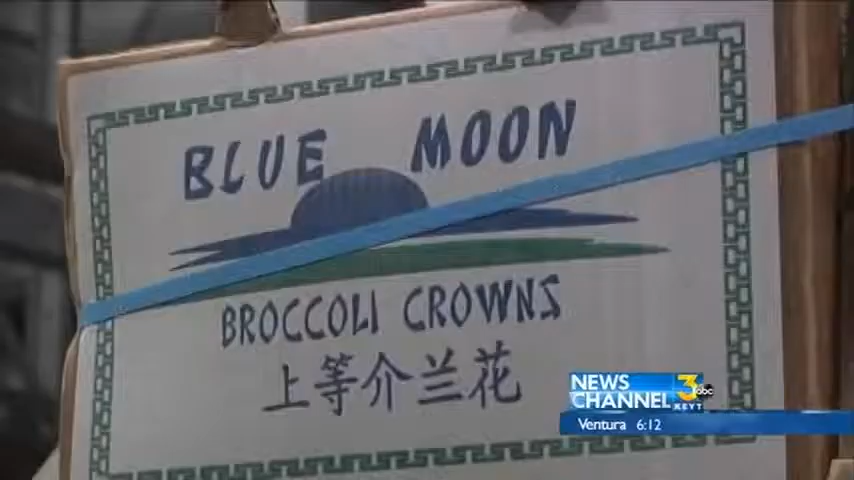 BLUE MOON
BROCCOLI CROWNS
上等介兰花
NEWS
CHANNEL 3 abc
KEYT
Ventura 6:12